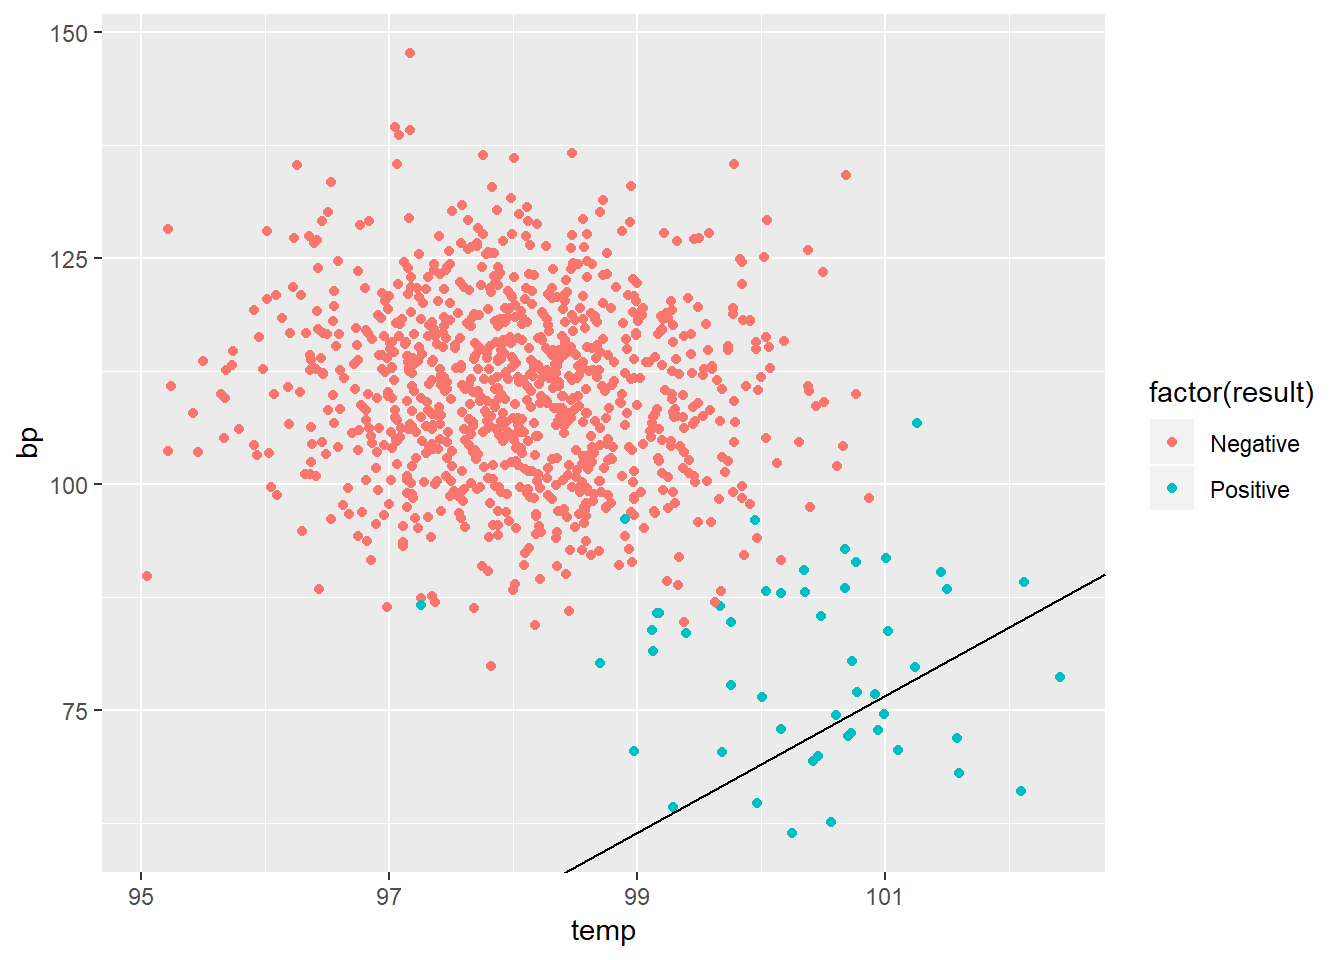 150
125
100
75
bp
95 97 99 101
temp
factor(result)
Negative
Positive